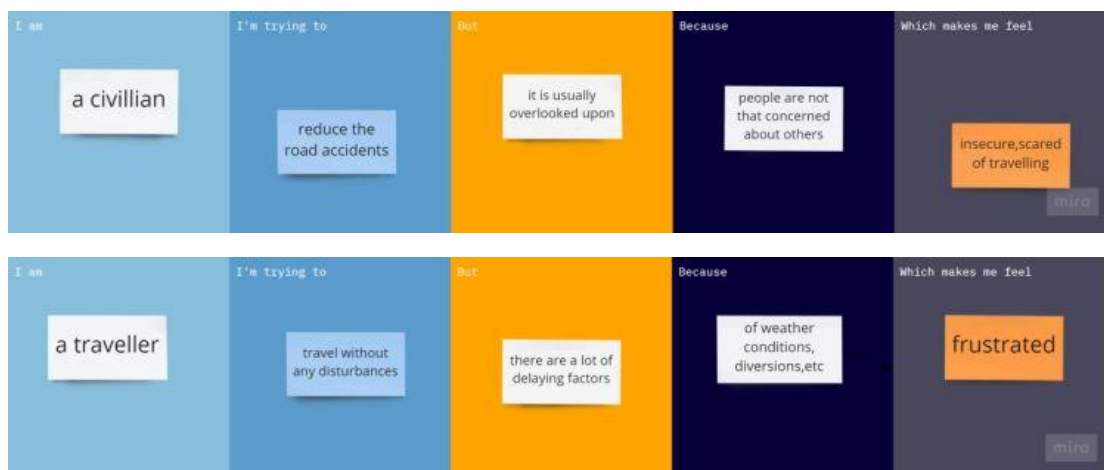 I am
I'm trying to
But
Because
Which makes me feel
a civillian
reduce the
road accidents
it is usually
overlooked upon
people are not
that concerned
about others
insecure,scared
of travelling
miro
I am
I'm trying to
But
Because
Which makes me feel
a traveller
travel without
any disturbances
there are a lot of
delaying factors
of weather
conditions,
diversions,etc
frustrated
miro